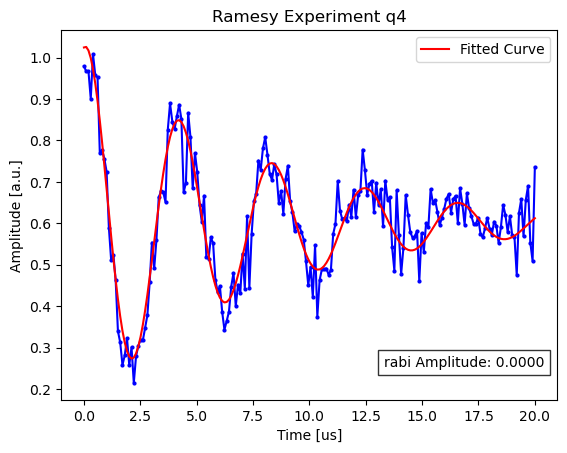 Ramesy Experiment q4
Fitted Curve
Amplitude [a.u.]
1.0
0.9
0.8
0.7
0.6
0.5
0.4
0.3
0.2
rabi Amplitude: 0.0000
0.0 2.5 5.0 7.5 10.0 12.5 15.0 17.5 20.0
Time [us]